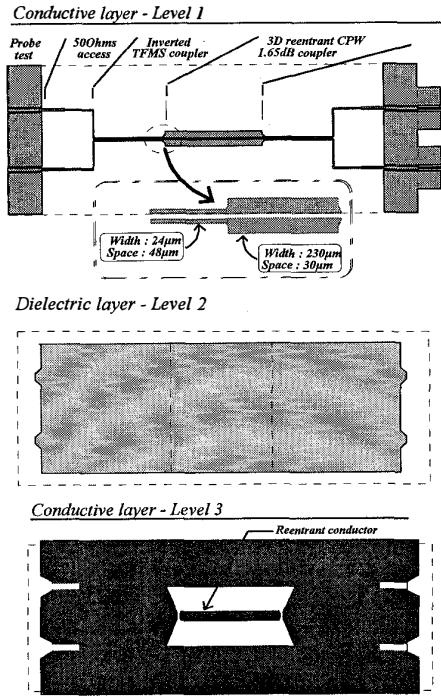 Conductive layer - Level 1
Probe test
50Ohms access
Inverted TFMS coupler
3D reentrant CPW 1.65dB coupler
Width : 24µm
Space : 48µm
Width : 230µm
Space : 30µm
Dielectric layer - Level 2
Conductive layer - Level 3
Reentrant conductor